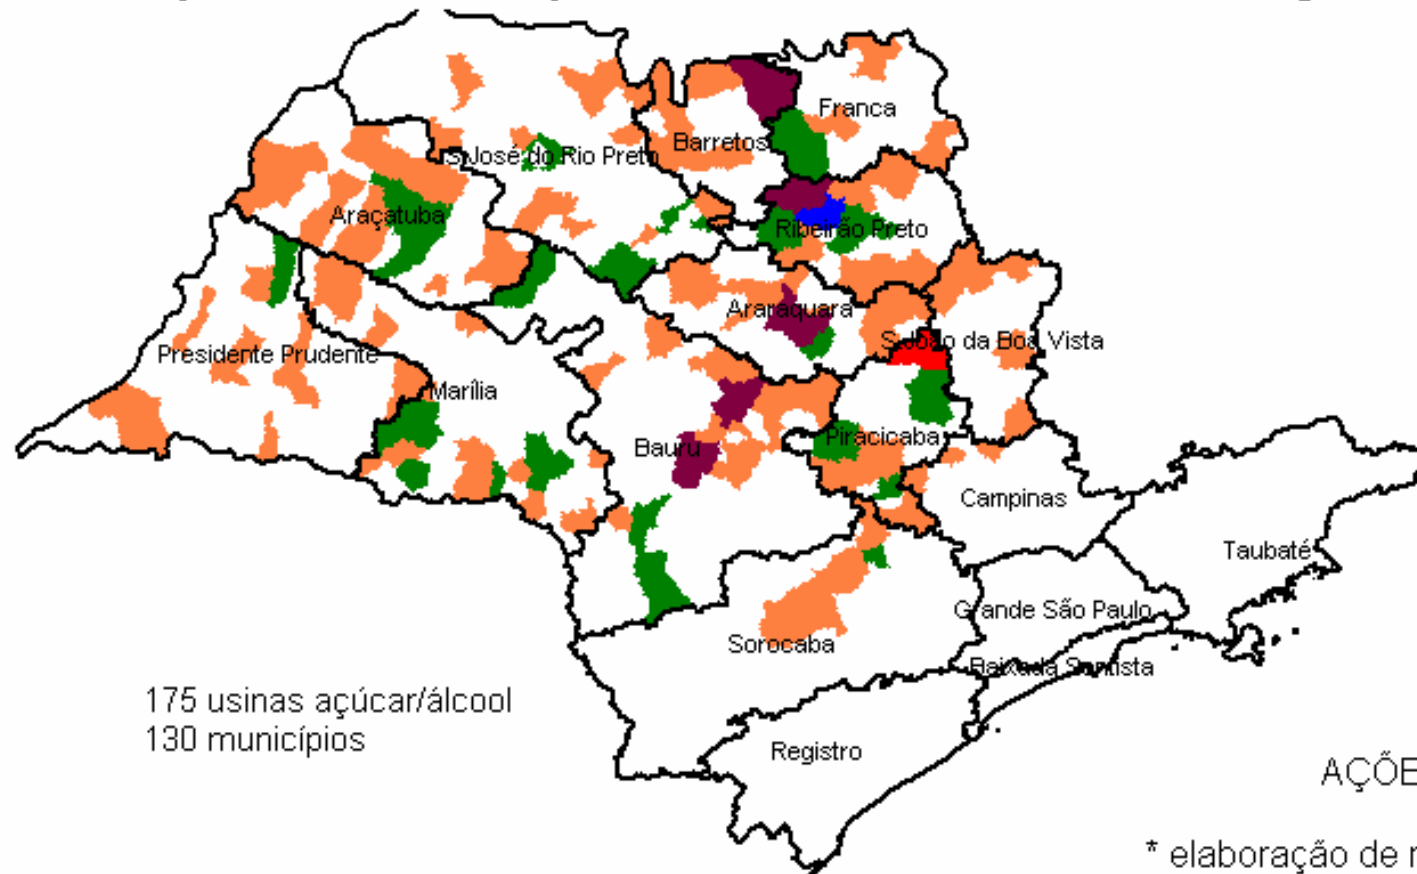 Franca
Barretos
S.José do Rio Preto
Araçatuba
Ribeirão Preto
Araraquara
S.João da Boa Vista
Presidente Prudente
Marília
Piracicaba
Bauru
Campinas
Taubaté
Grande São Paulo
Sorocaba
Baixada Santista
175 usinas açúcar/álcool
130 municípios
Registro
AÇÕE
* elaboração de